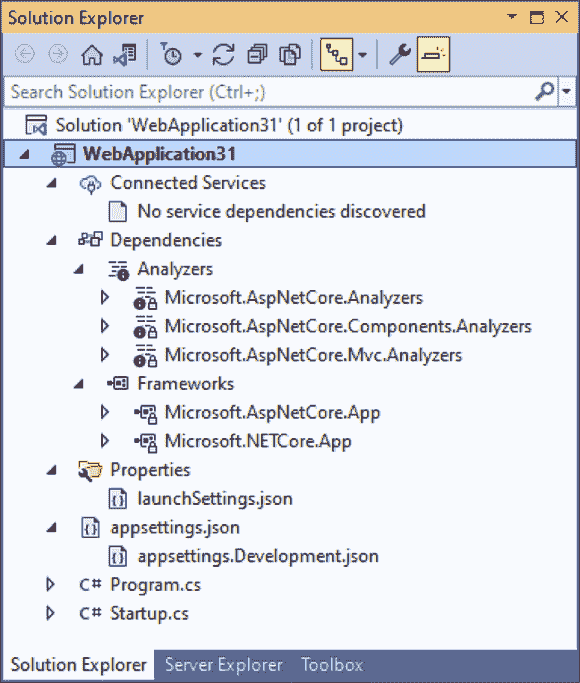 Solution Explorer
Search Solution Explorer (Ctrl+;)
Solution 'WebApplication31' (1 of 1 project)
WebApplication31
Connected Services
No service dependencies discovered
Dependencies
Analyzers
Microsoft.AspNetCore.Analyzers
Microsoft.AspNetCore.Components.Analyzers
Microsoft.AspNetCore.Mvc.Analyzers
Frameworks
Microsoft.AspNetCore.App
Microsoft.NETCore.App
Properties
launchSettings.json
appsettings.json
appsettings.Development.json
C# Program.cs
C# Startup.cs
Solution Explorer Server Explorer Toolbox